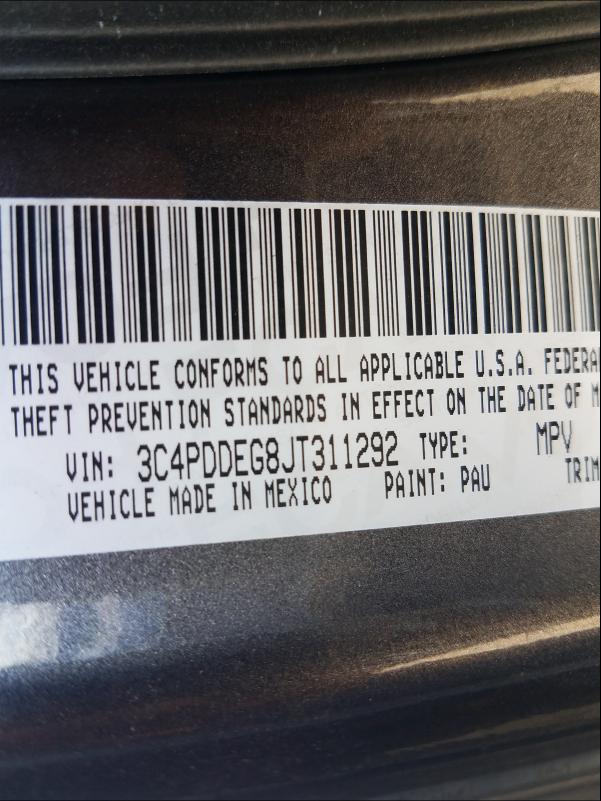 THIS VEHICLE CONFORMS TO ALL APPLICABLE U.S.A. FEDERA
THEFT PREVENTION STANDARDS IN EFFECT ON THE DATE OF M
VIN: 3C4PDDEG8JT311292 TYPE: MPV
VEHICLE MADE IN MEXICO PAINT: PAU TRIM